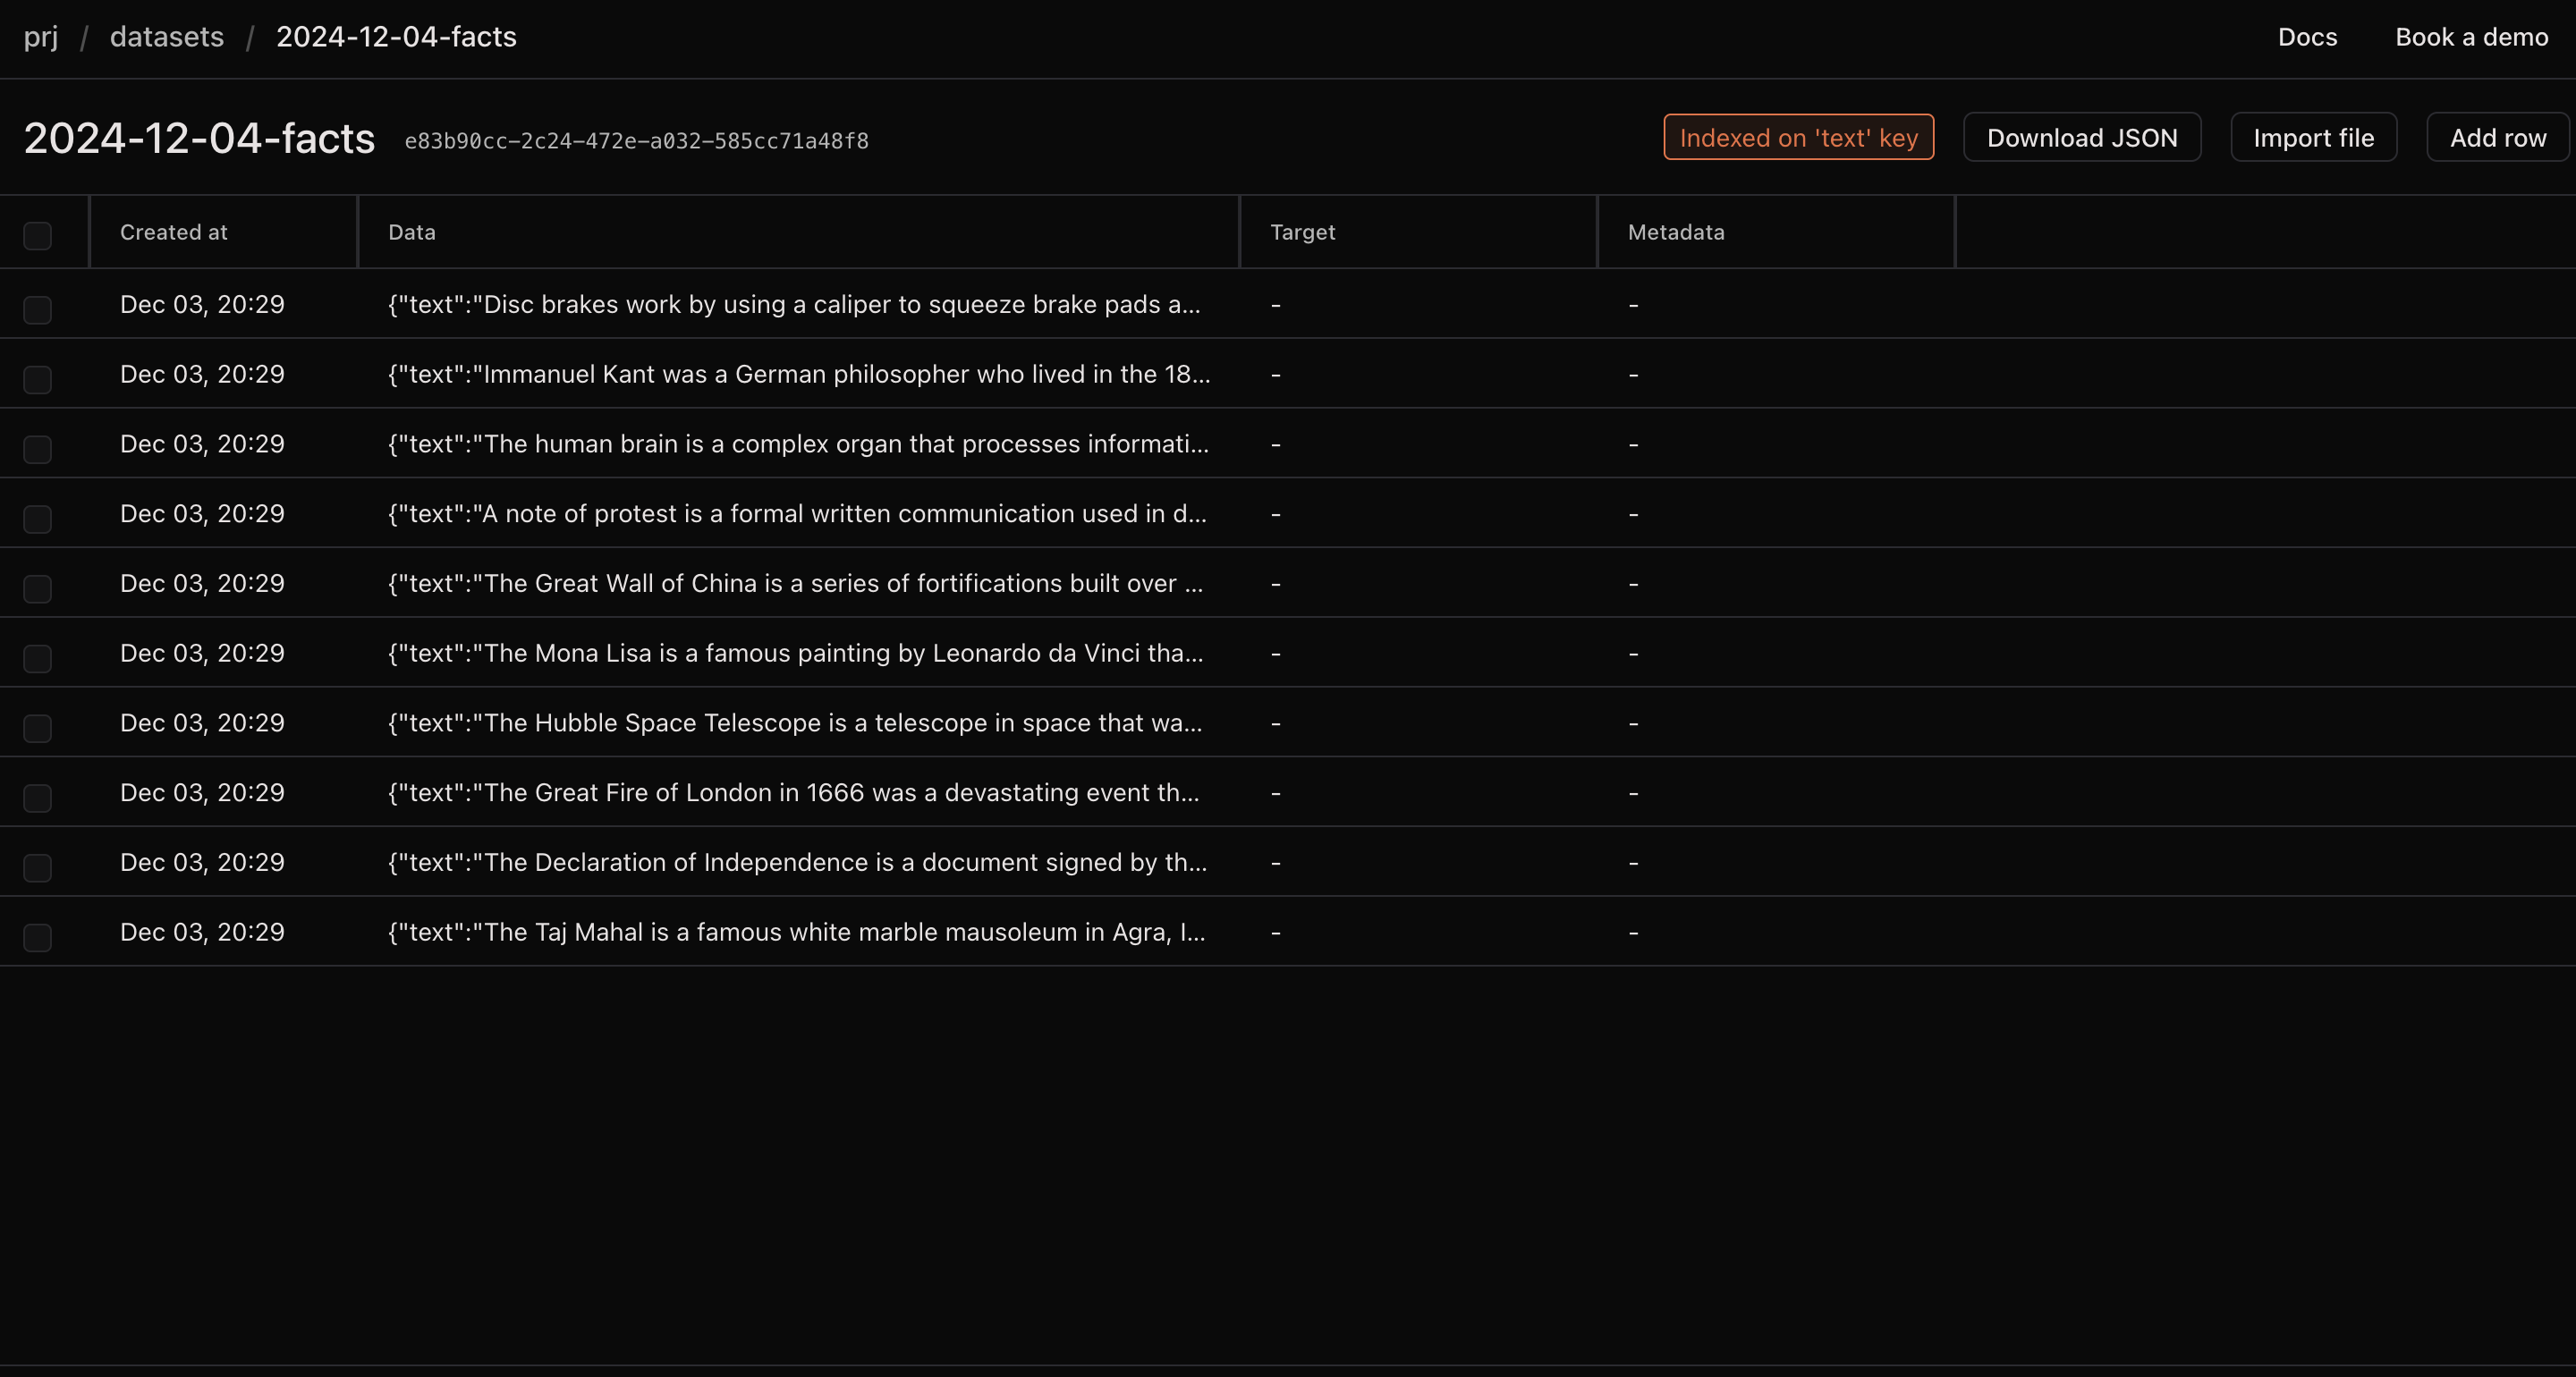 prj / datasets / 2024-12-04-facts Docs Book a demo
2024-12-04-facts e83b90cc-2c24-472e-a032-585cc71a48f8 Indexed on 'text' key Download JSON Import file Add row
Created at Data Target Metadata
Dec 03, 20:29 {"text":"Disc brakes work by using a caliper to squeeze brake pads a... - -
Dec 03, 20:29 {"text":"Immanuel Kant was a German philosopher who lived in the 18... - -
Dec 03, 20:29 {"text":"The human brain is a complex organ that processes informati... - -
Dec 03, 20:29 {"text":"A note of protest is a formal written communication used in d... - -
Dec 03, 20:29 {"text":"The Great Wall of China is a series of fortifications built over ... - -
Dec 03, 20:29 {"text":"The Mona Lisa is a famous painting by Leonardo da Vinci tha... - -
Dec 03, 20:29 {"text":"The Hubble Space Telescope is a telescope in space that wa... - -
Dec 03, 20:29 {"text":"The Great Fire of London in 1666 was a devastating event th... - -
Dec 03, 20:29 {"text":"The Declaration of Independence is a document signed by th... - -
Dec 03, 20:29 {"text":"The Taj Mahal is a famous white marble mausoleum in Agra, I... - -